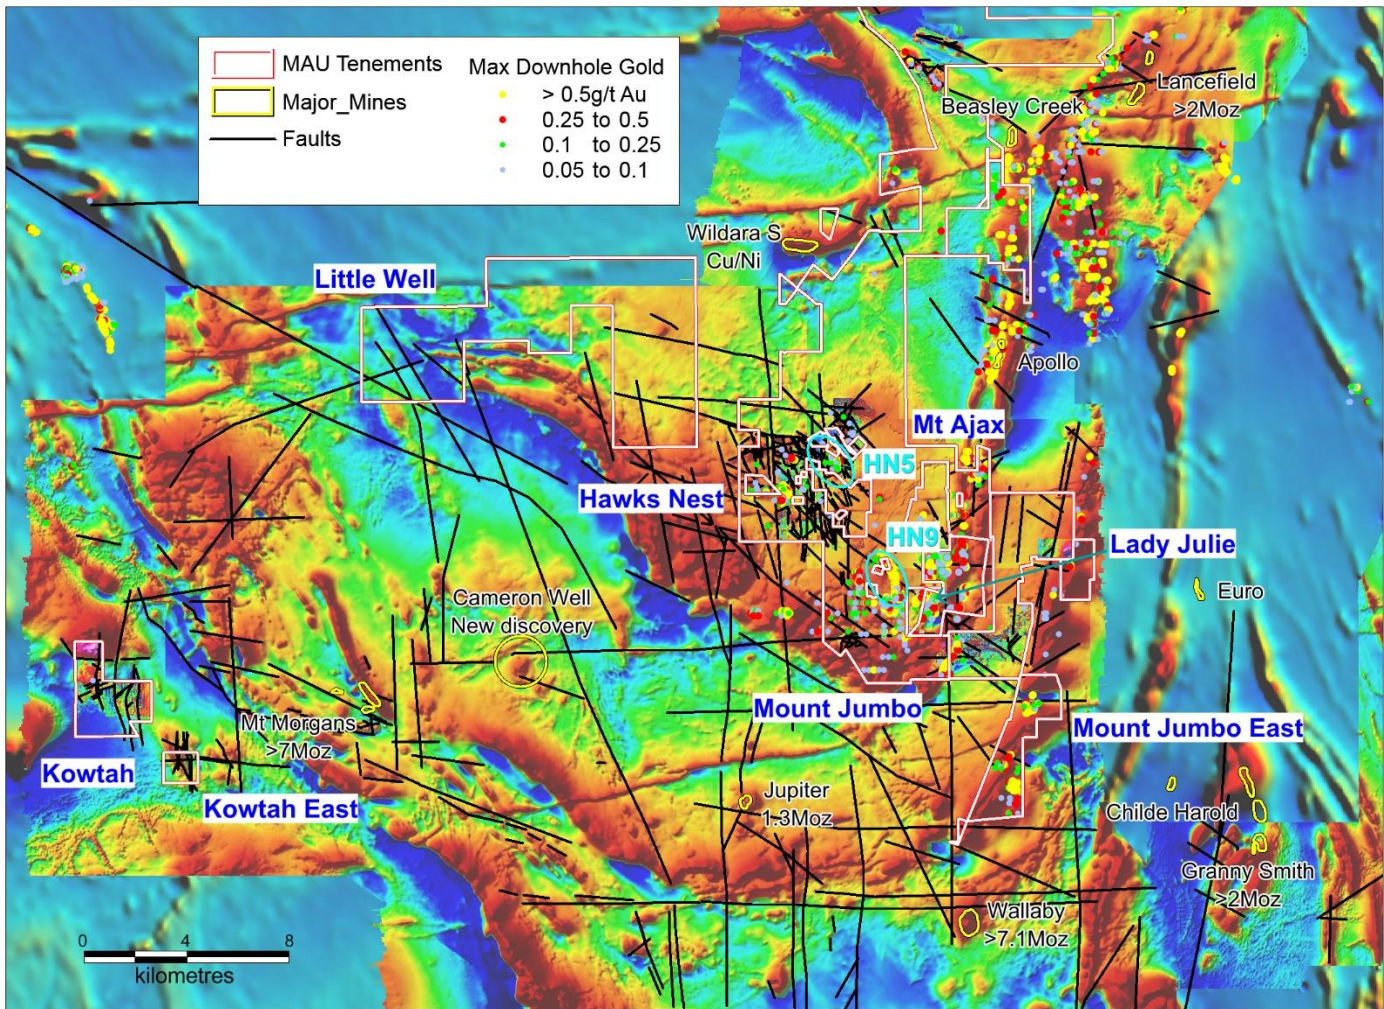 MAU Tenements
Major_Mines
Faults
Max Downhole Gold
> 0.5g/t Au
0.25 to 0.5
0.1 to 0.25
0.05 to 0.1
Lancefield
>2Moz
Beasley Creek
Wildara S
Cu/Ni
Little Well
Apollo
Mt Ajax
HN5
Hawks Nest
HN9
Lady Julie
Euro
Cameron Well
New discovery
Mount Jumbo
Mount Jumbo East
Mt Morgans
>7Moz
Kowtah
Kowtah East
Jupiter
1.3Moz
Childe Harold
Granny Smith
>2Moz
Wallaby
>7.1Moz
0 4 8
kilometres